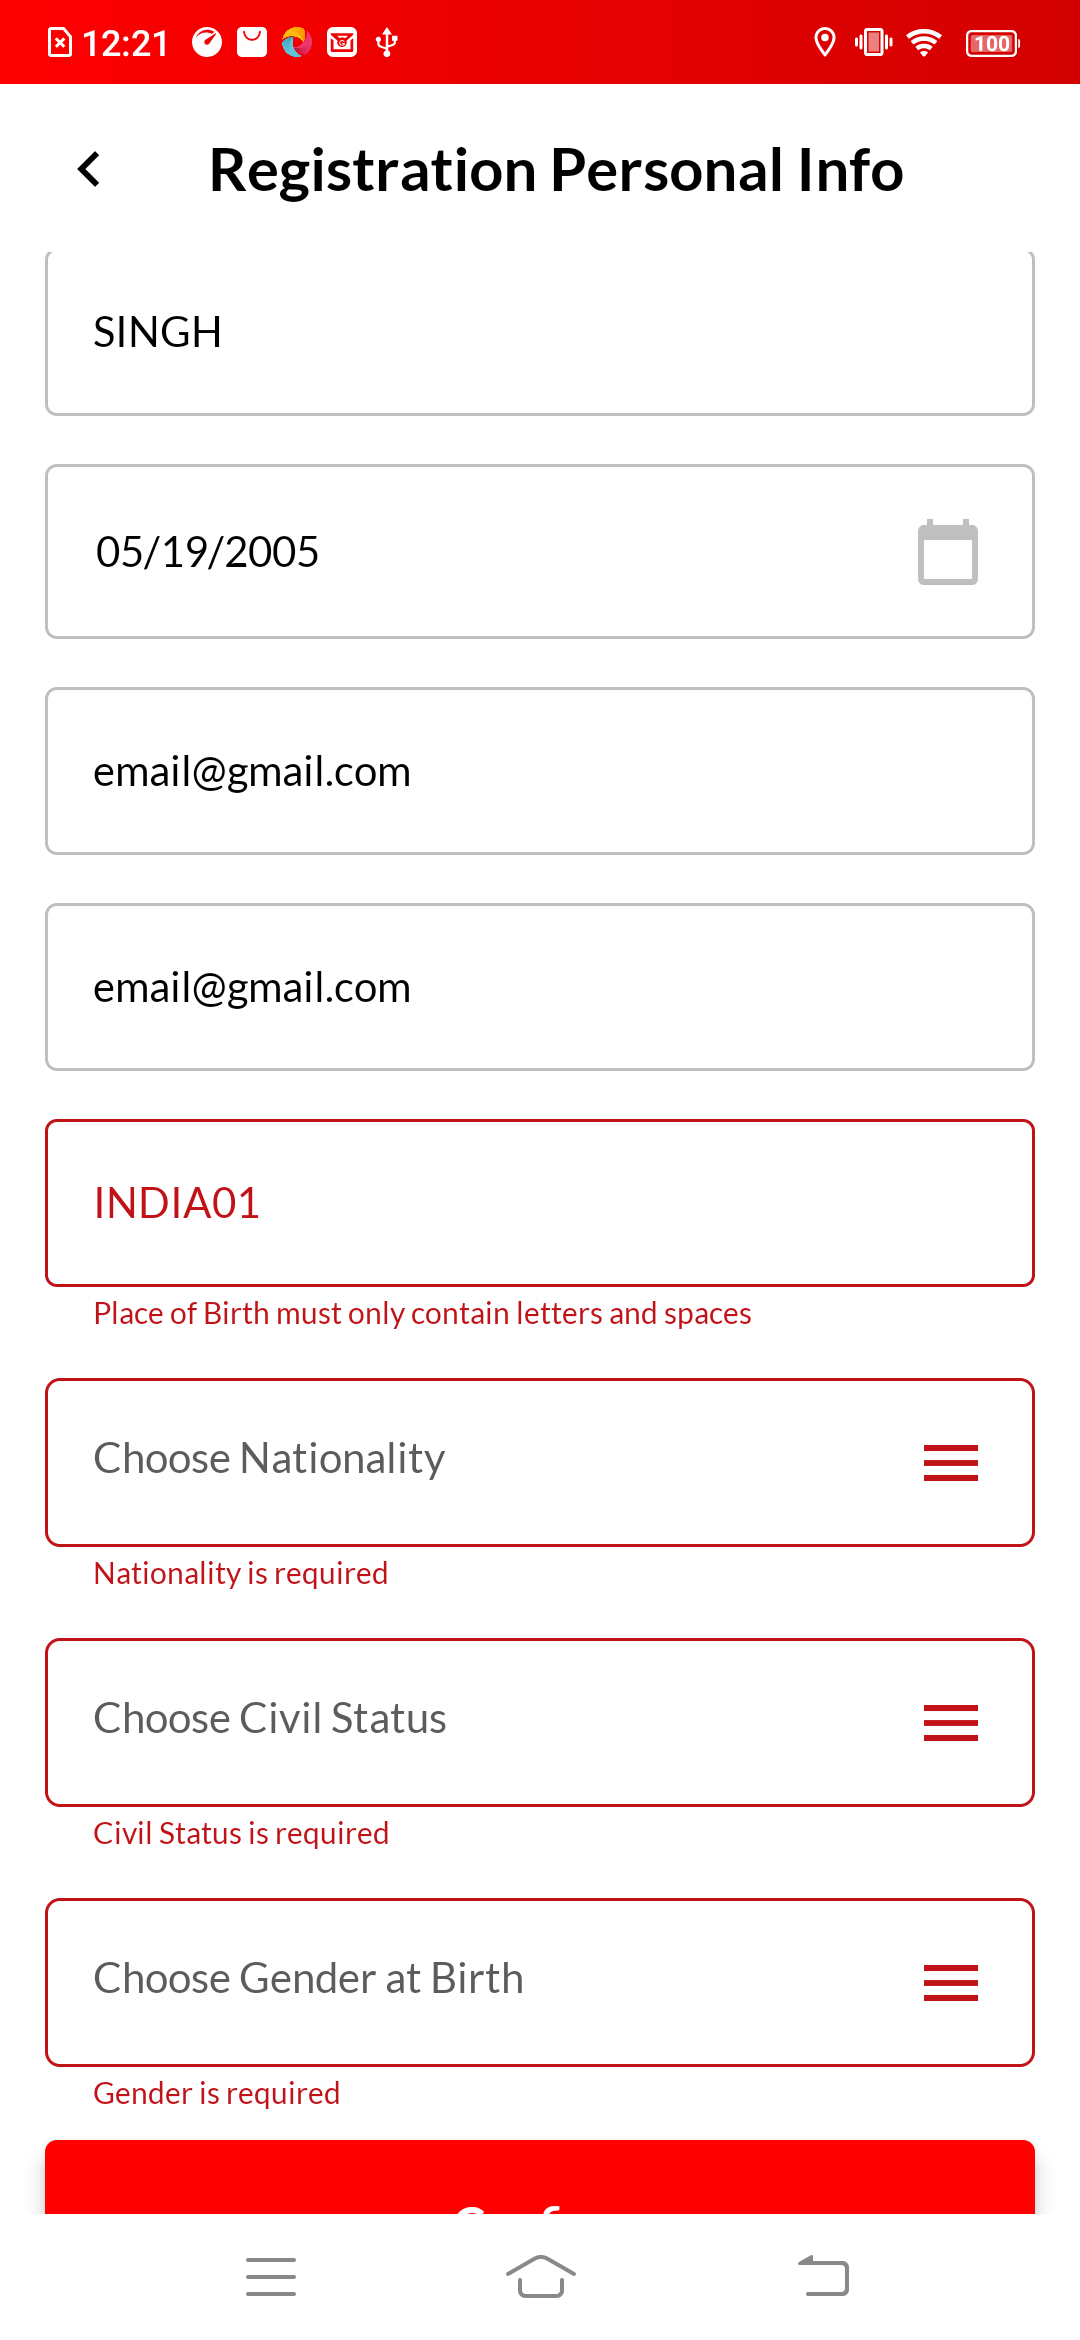 12:21
100
Registration Personal Info
SINGH
05/19/2005
email@gmail.com
email@gmail.com
INDIA01
Place of Birth must only contain letters and spaces
Choose Nationality
Nationality is required
Choose Civil Status
Civil Status is required
Choose Gender at Birth
Gender is required